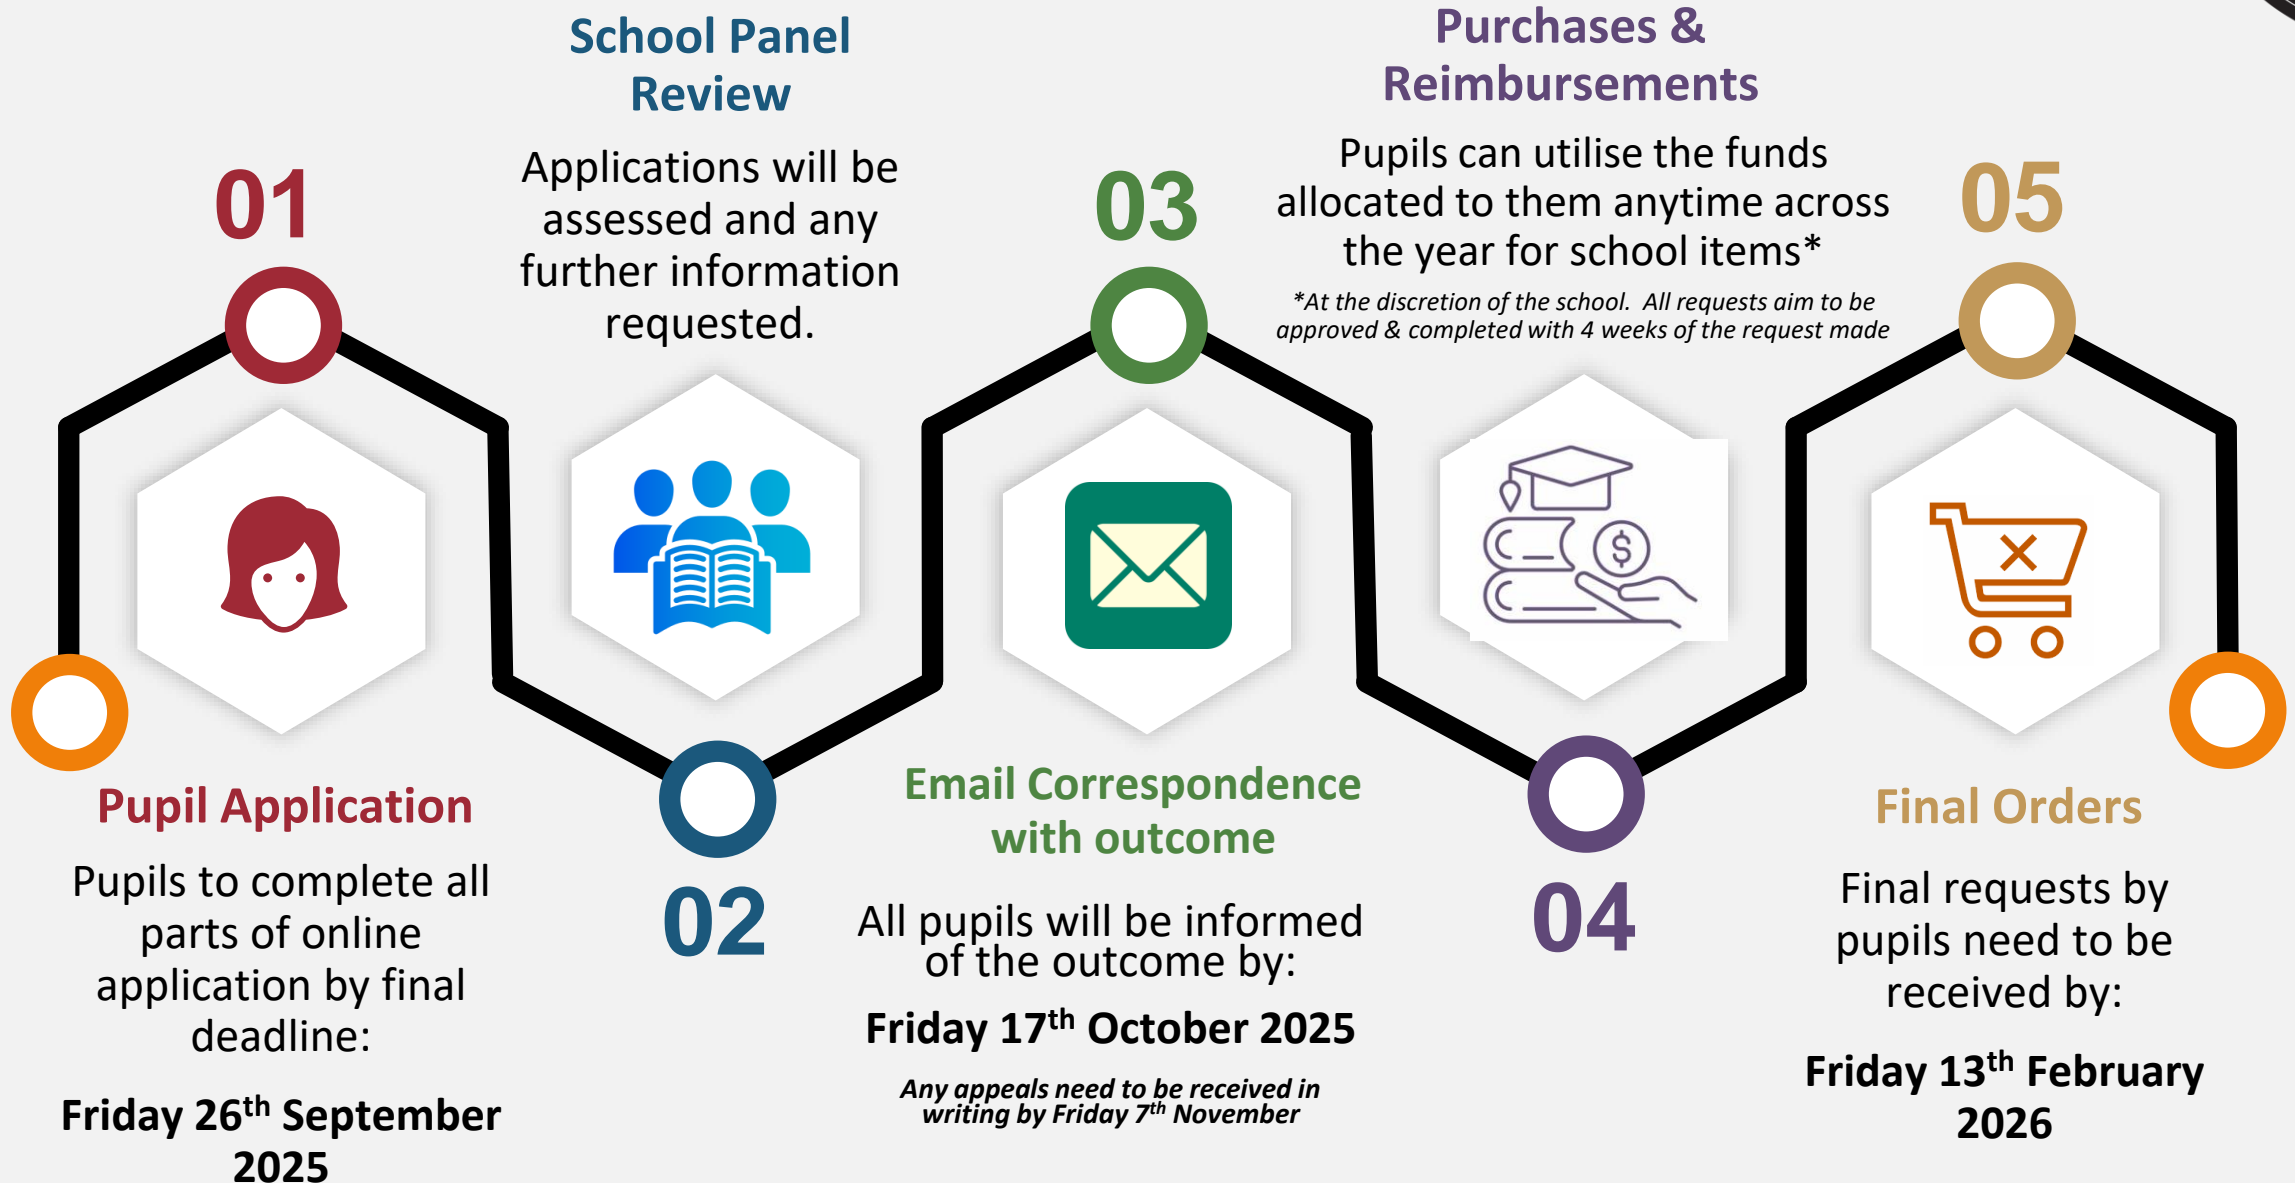 01
Pupil Application
Pupils to complete all
parts of online
application by final
deadline:
Friday 26th September
2025
School Panel
Review
Applications will be
assessed and any
further information
requested.
02
03
Email Correspondence
with outcome
All pupils will be informed
of the outcome by:
Friday 17th October 2025
Any appeals need to be received in
writing by Friday 7th November
Purchases &
Reimbursements
Pupils can utilise the funds
allocated to them anytime across
the year for school items*
*At the discretion of the school. All requests aim to be
approved & completed with 4 weeks of the request made
$
04
05
Final Orders
Final requests by
pupils need to be
received by:
Friday 13th February
2026